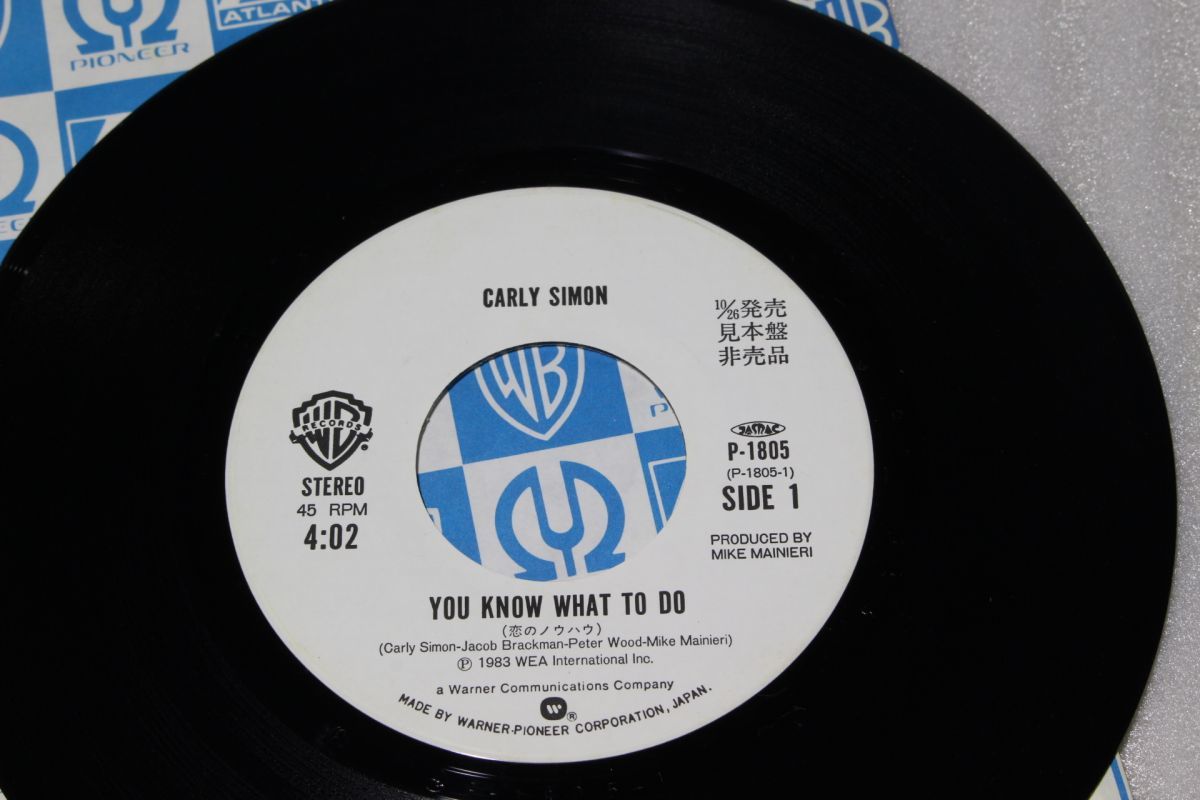 ATLANT
PIONEER
WB
CARLY SIMON
10/26発売
見本盤
非売品
WB
RECORDS
STEREO
45 RPM
4:02
JASRAC
P-1805
(P-1805-1)
SIDE 1
PRODUCED BY
MIKE MAINIERI
YOU KNOW WHAT TO DO
(恋のノウハウ)
(Carly Simon-Jacob Brackman-Peter Wood-Mike Mainieri)
Ⓟ 1983 WEA International Inc.
a Warner Communications Company
®
MADE BY WARNER-PIONEER CORPORATION, JAPAN.